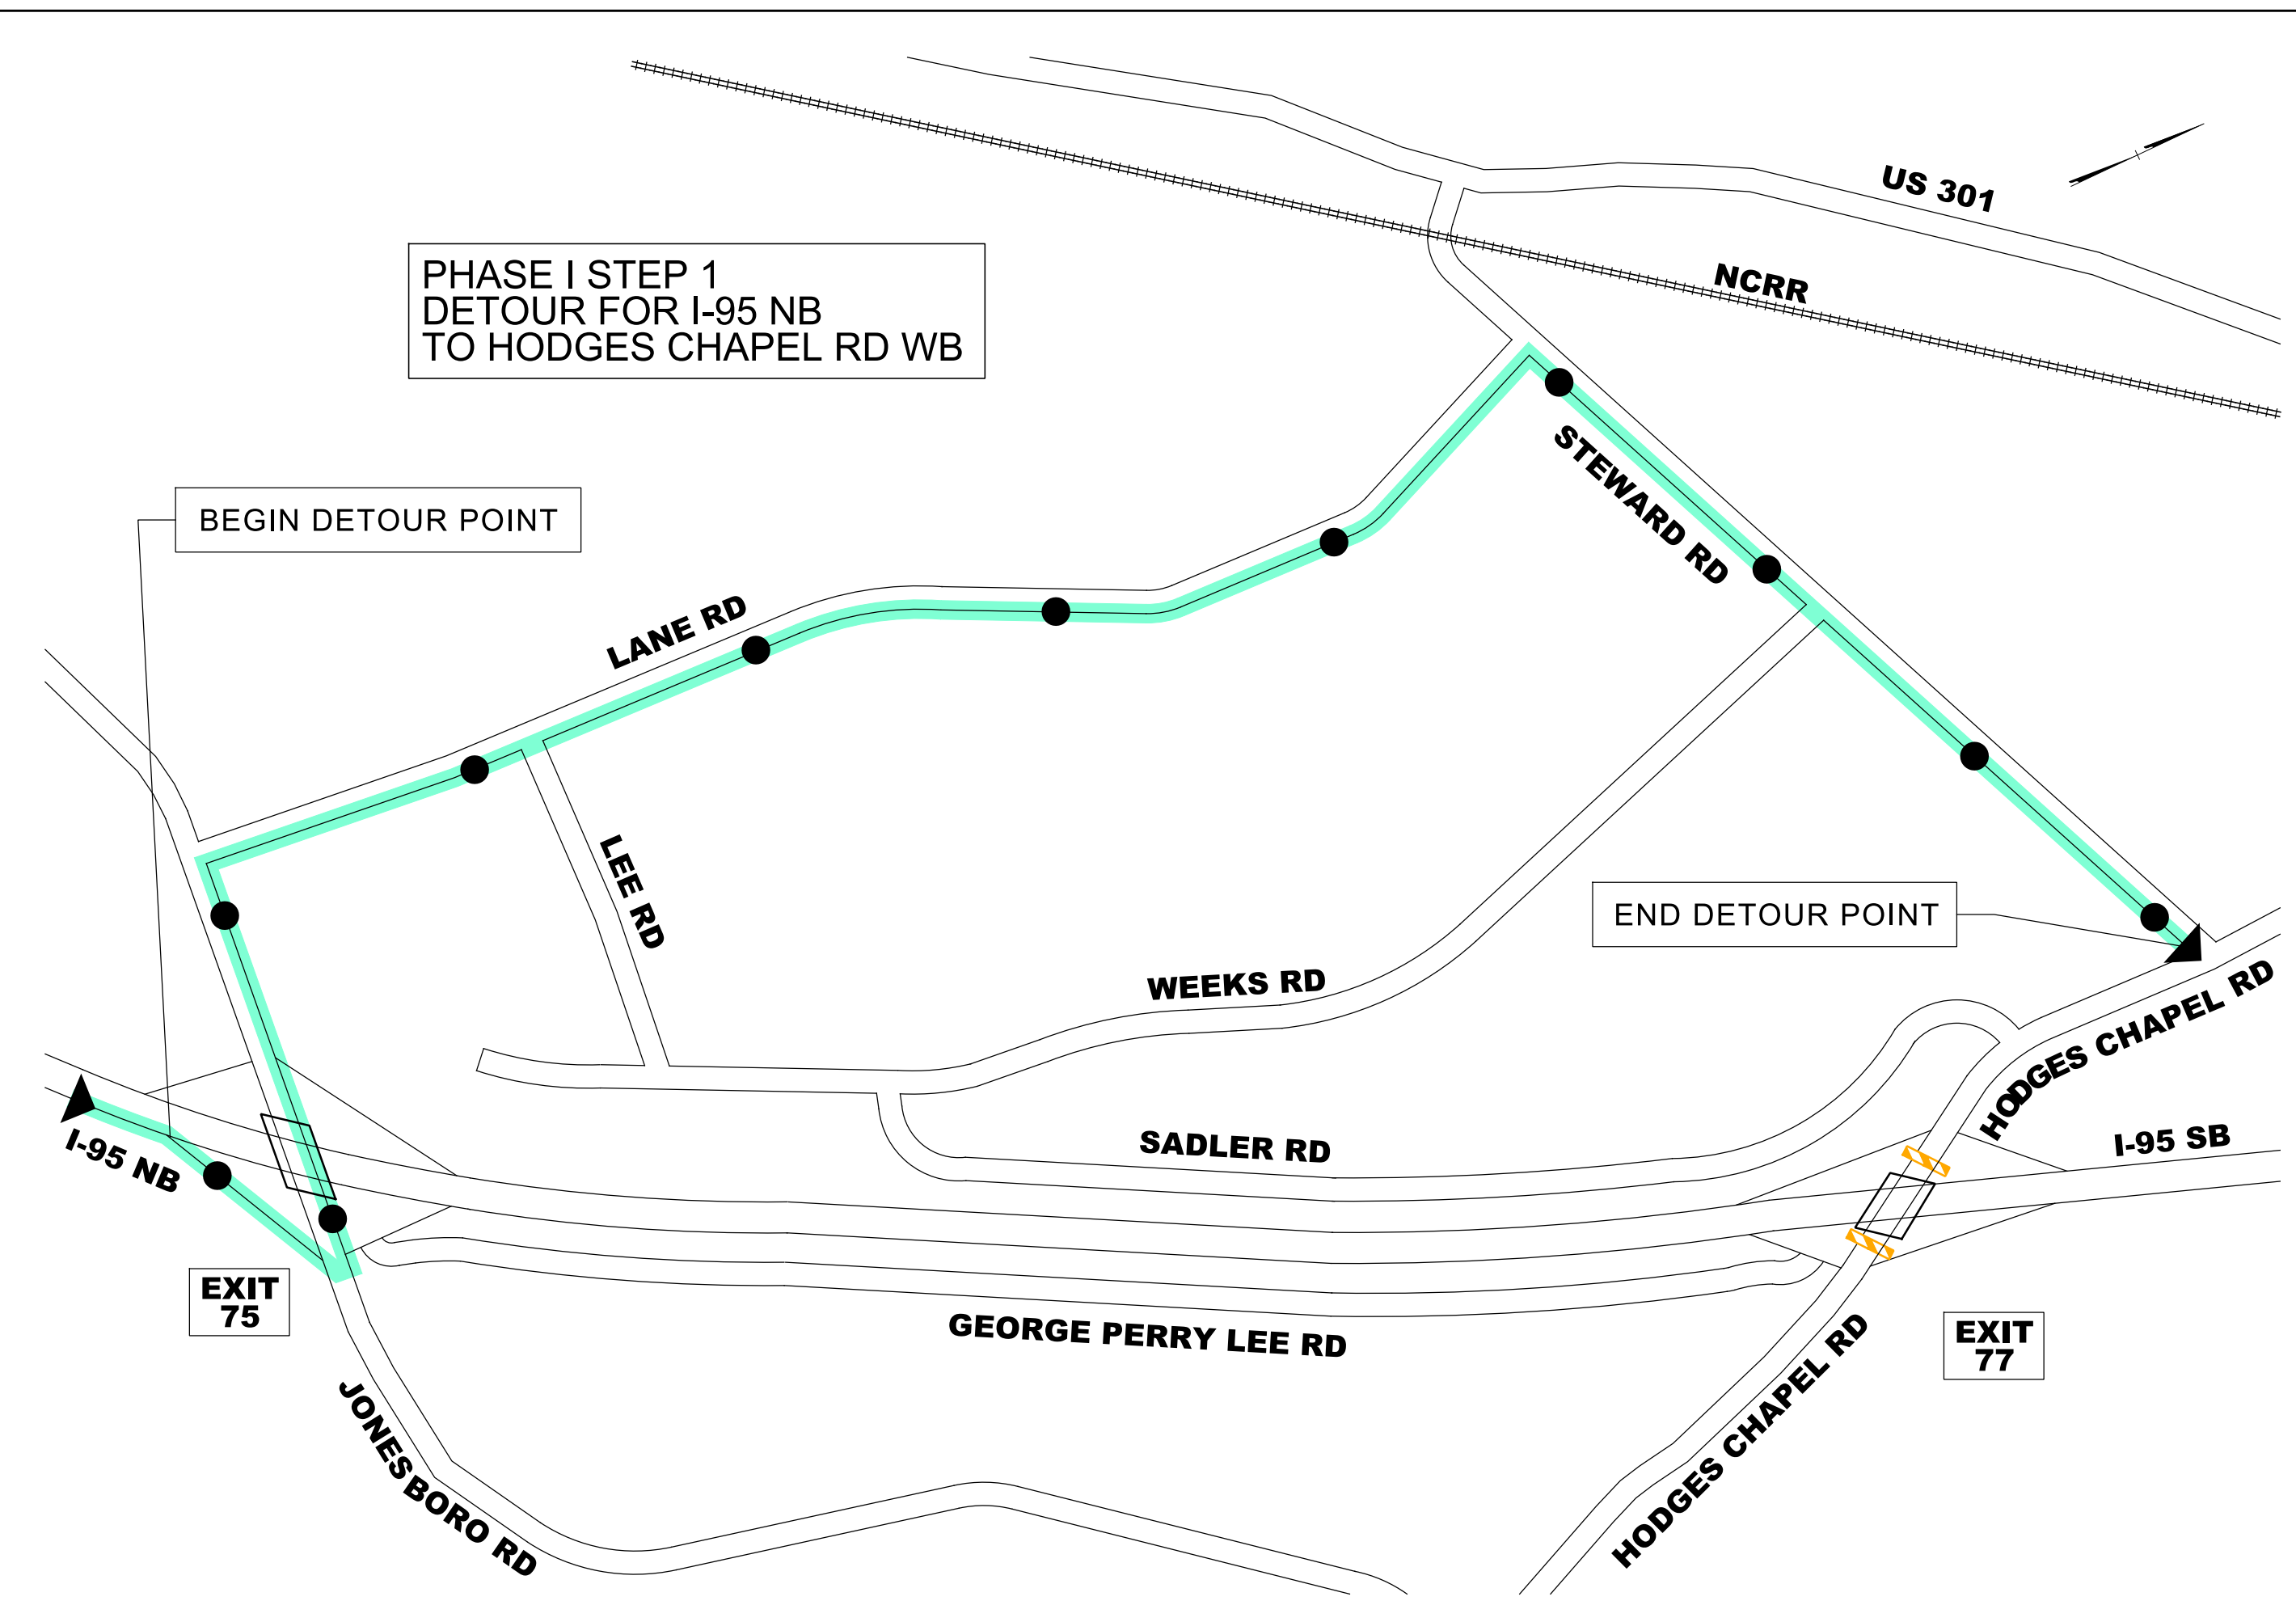 US 301
NCRR
PHASE I STEP 1
DETOUR FOR I-95 NB
TO HODGES CHAPEL RD WB
STEWARD RD
BEGIN DETOUR POINT
LANE RD
LEE RD
END DETOUR POINT
WEEKS RD
HODGES CHAPEL RD
I-95 NB
SADLER RD
I-95 SB
EXIT
75
GEORGE PERRY LEE RD
EXIT
77
JONESBORO RD
HODGES CHAPEL RD